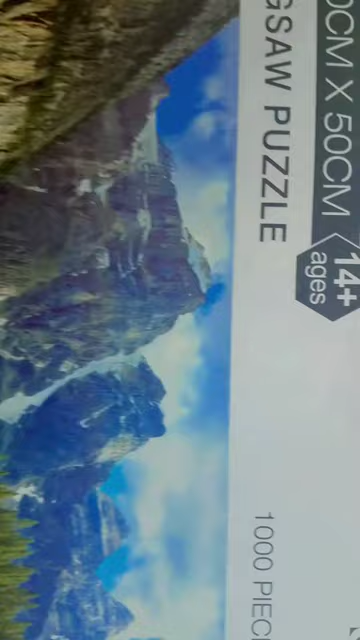 0CM X 50CM
14+
ages
GSAW PUZZLE
1000 PIEC